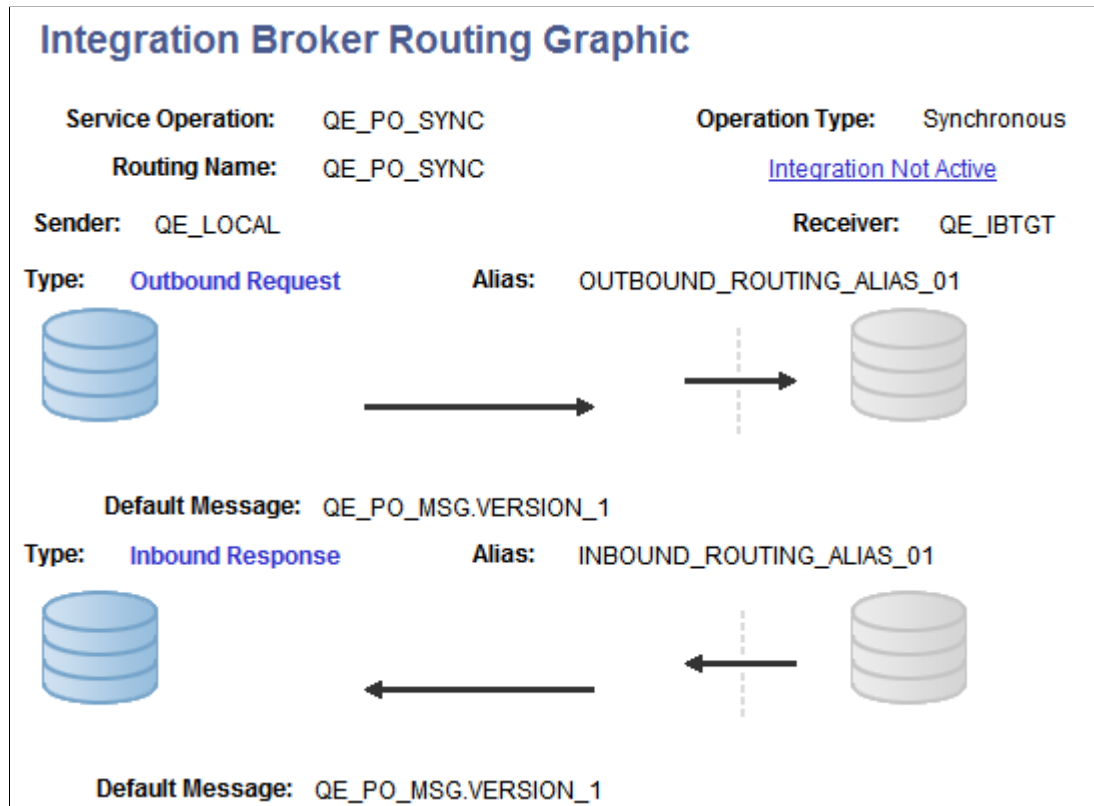 Integration Broker Routing Graphic
Service Operation: QE_PO_SYNC Operation Type: Synchronous
Routing Name: QE_PO_SYNC Integration Not Active
Sender: QE_LOCAL Receiver: QE_IBTGT
Type: Outbound Request Alias: OUTBOUND_ROUTING_ALIAS_01
Default Message: QE_PO_MSG.VERSION_1
Type: Inbound Response Alias: INBOUND_ROUTING_ALIAS_01
Default Message: QE_PO_MSG.VERSION_1